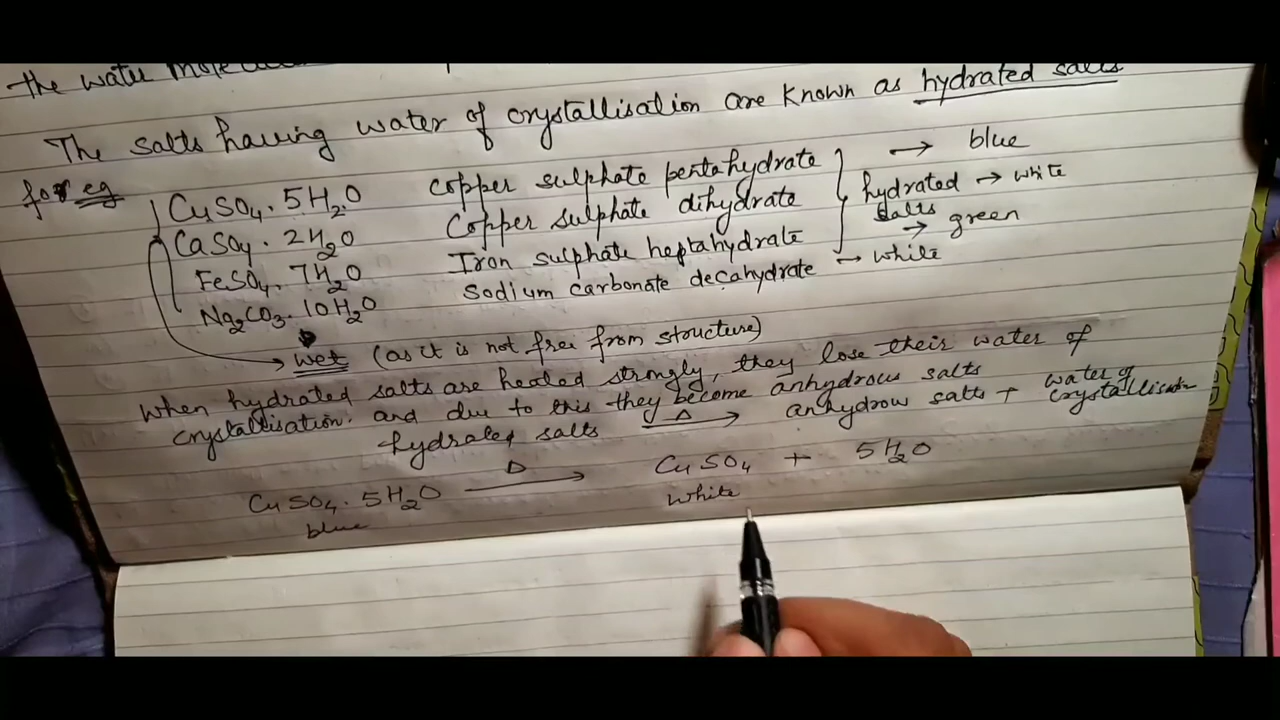 the water
The salts having water of crystallisation are known as hydrated salts
for eg
CuSO4. 5H2O Copper sulphate pentahydrate → blue
CaSO4. 2H2O Copper sulphate dihydrate hydrated salts → white
FeSO4. 7H2O Iron sulphate heptahydrate → green
Na2CO3. 10H2O Sodium carbonate decahydrate → white
→ wet (as it is not free from structure)
When hydrated salts are heated strongly, they lose their water of
crystallisation. and due to this they become anhydrous salts
hydrated salts Δ → anhydrow salts + water of crystallisation
CuSO4. 5H2O Δ → CuSO4 + 5H2O
blue white